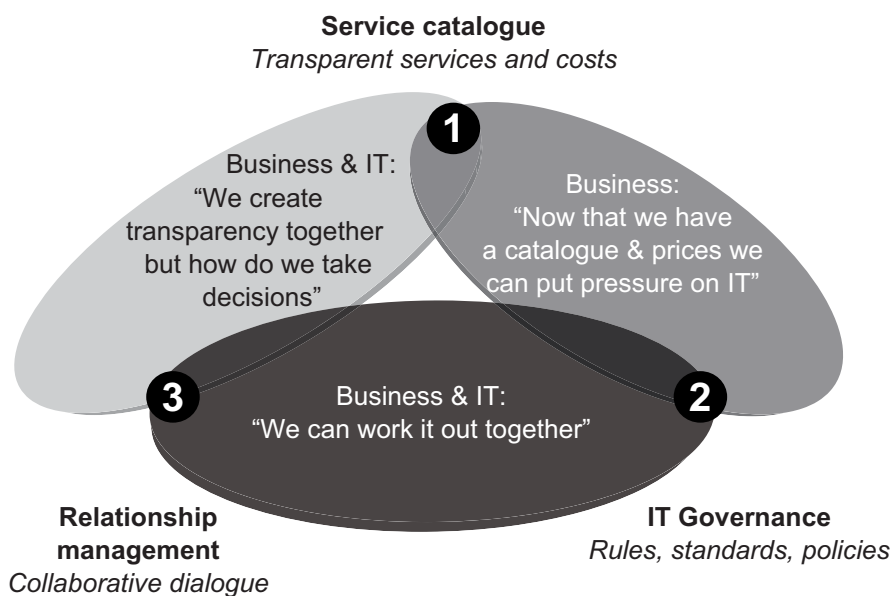 Service catalogue
Transparent services and costs
1
Business & IT:
“We create
transparency together
but how do we take
decisions”
Business:
“Now that we have
a catalogue & prices we
can put pressure on IT”
3
Business & IT:
“We can work it out together”
2
Relationship
management
Collaborative dialogue
IT Governance
Rules, standards, policies